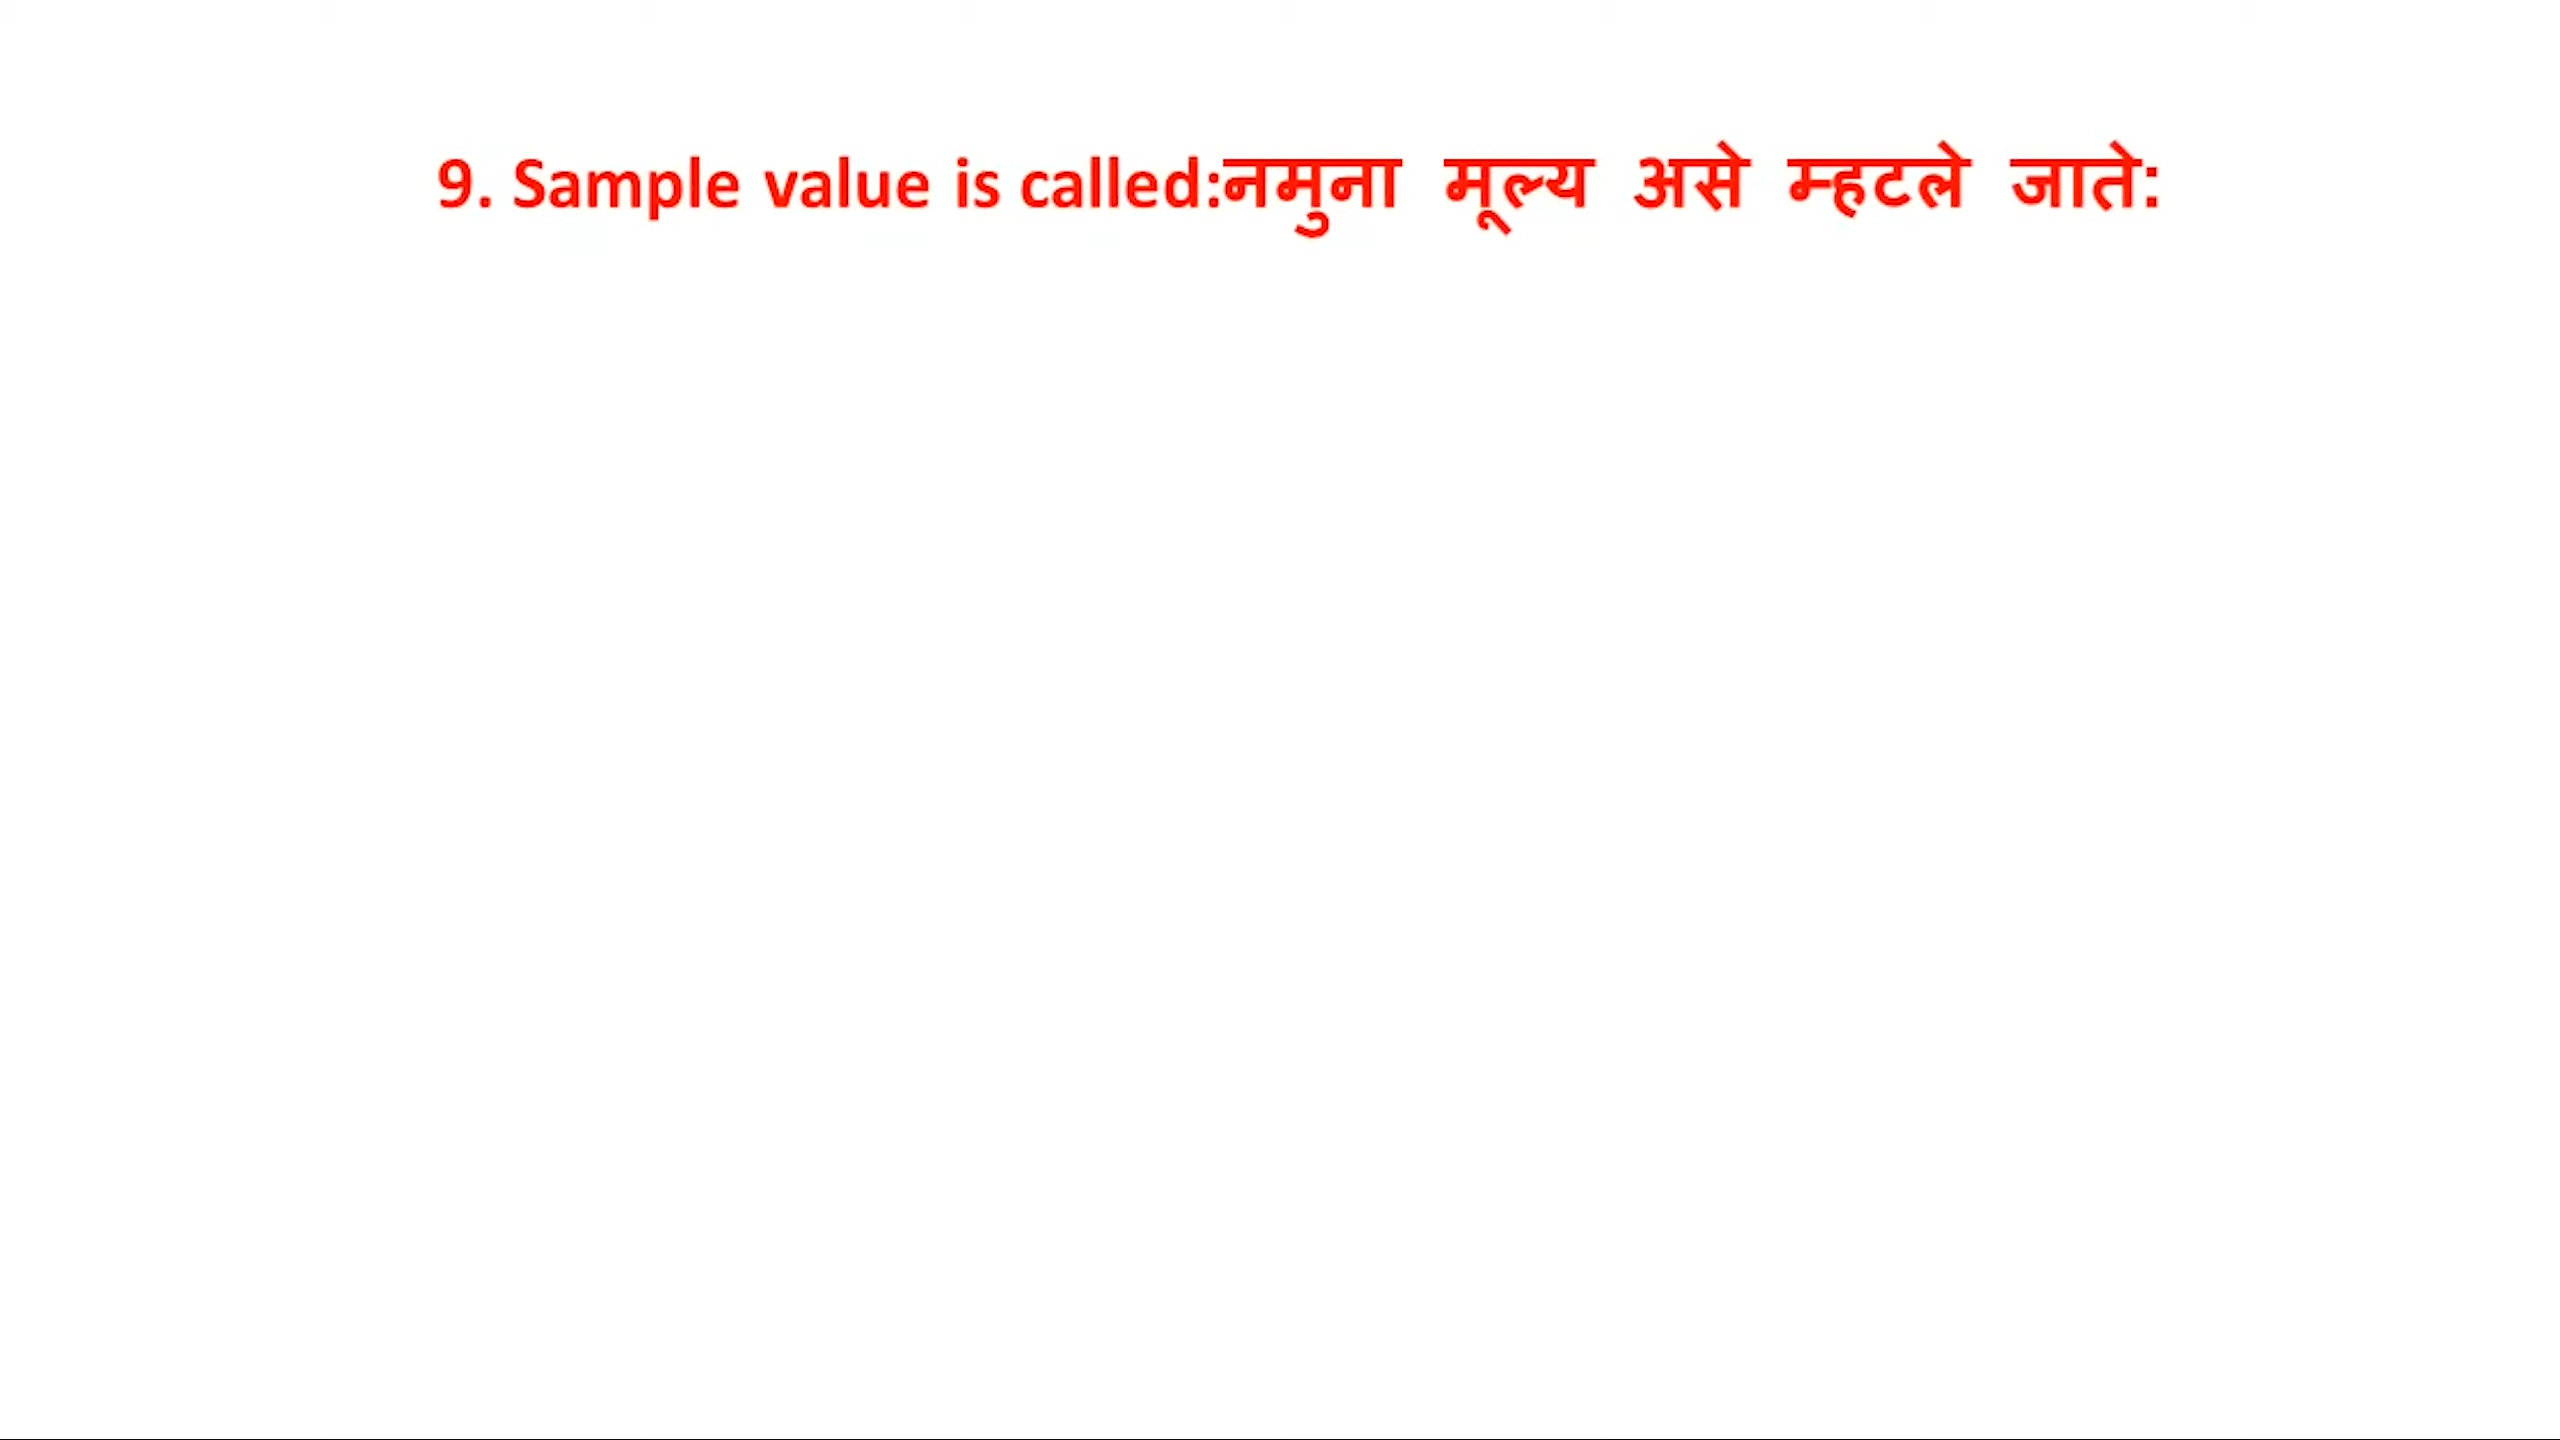 9. Sample value is called:नमुना मूल्य असे म्हटले जाते: